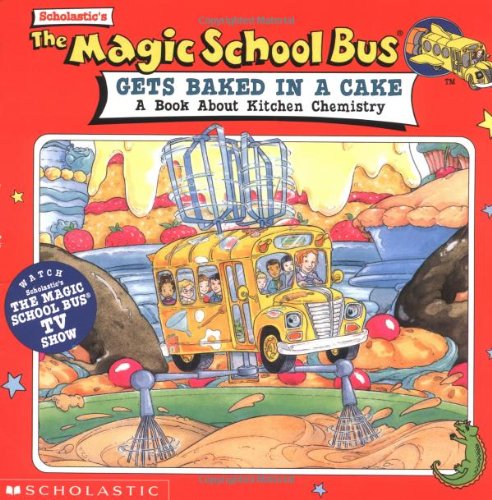 Scholastic's
The Magic School Bus®
GETS BAKED IN A CAKE
A Book About Kitchen Chemistry
TM
WATCH
Scholastic's
THE MAGIC
SCHOOL BUS®
TV
SHOW
SCHOLASTIC